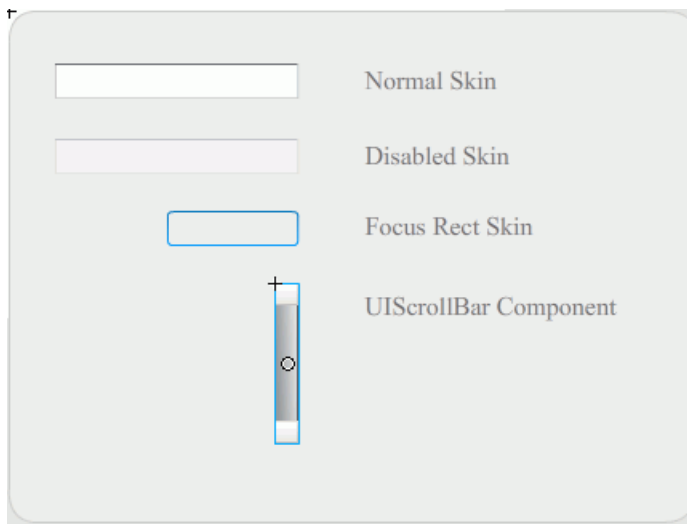 Normal Skin
Disabled Skin
Focus Rect Skin
UIScrollBar Component